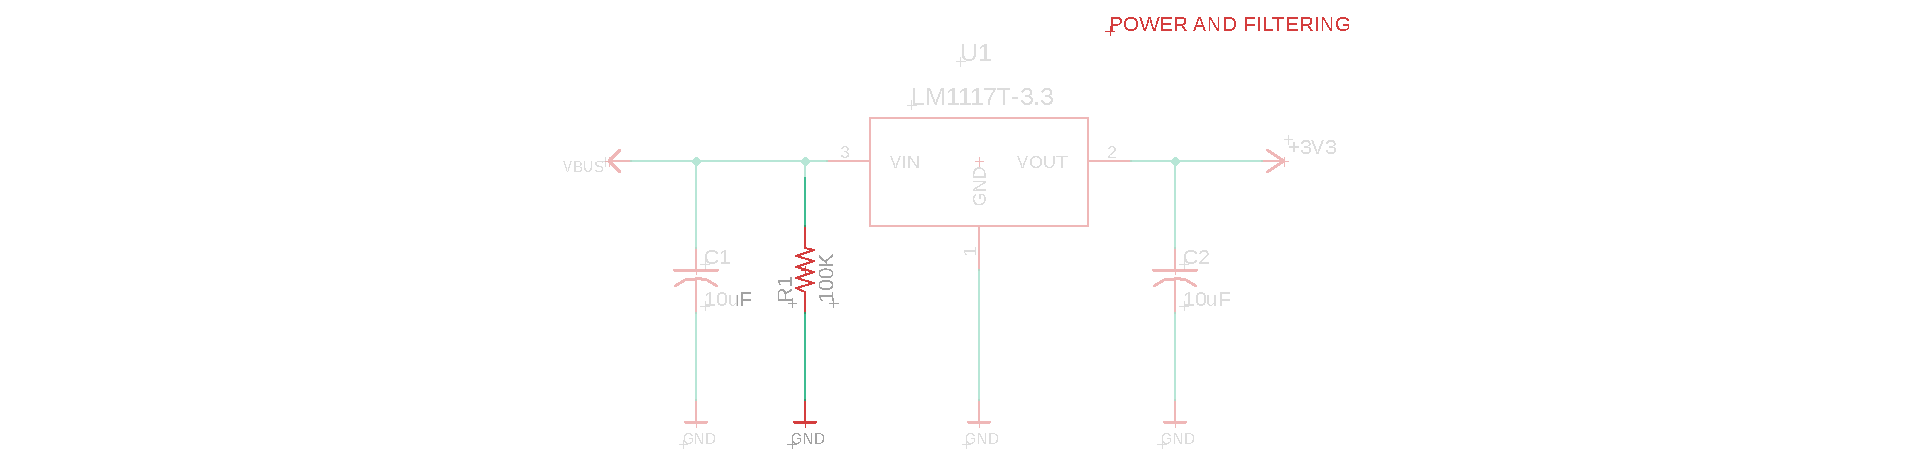 POWER AND FILTERING
U1
LM1117T-3.3
VBUS
3
VIN
GND+
VOUT
2
+3V3
1
C1
10uF
R1
100K
C2
10uF
GND
GND
GND
GND